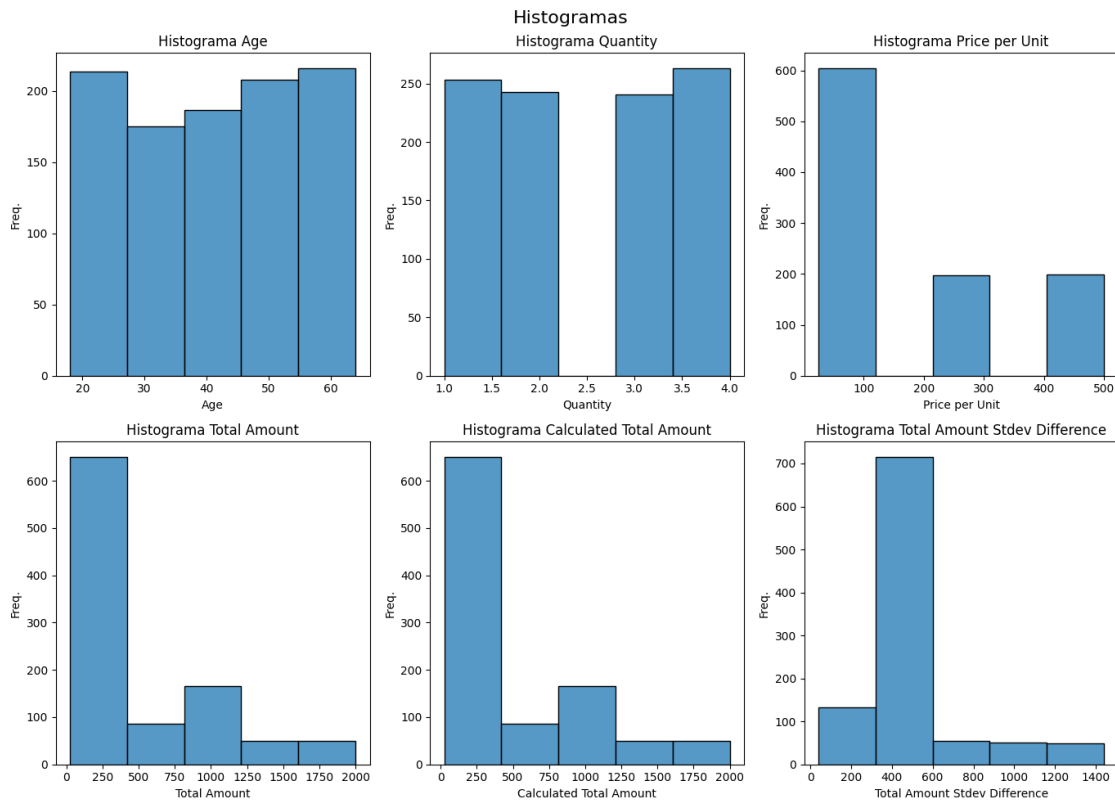 Histogramas
Histograma Age
200
150
100
50
0
Freq.
20 30 40 50 60
Age
Histograma Quantity
250
200
150
100
50
0
Freq.
1.0 1.5 2.0 2.5 3.0 3.5 4.0
Quantity
Histograma Price per Unit
600
500
400
300
200
100
0
Freq.
100 200 300 400 500
Price per Unit
Histograma Total Amount
600
500
400
300
200
100
0
Freq.
0 250 500 750 1000 1250 1500 1750 2000
Total Amount
Histograma Calculated Total Amount
600
500
400
300
200
100
0
Freq.
0 250 500 750 1000 1250 1500 1750 2000
Calculated Total Amount
Histograma Total Amount Stdev Difference
700
600
500
400
300
200
100
0
Freq.
0 200 400 600 800 1000 1200 1400
Total Amount Stdev Difference